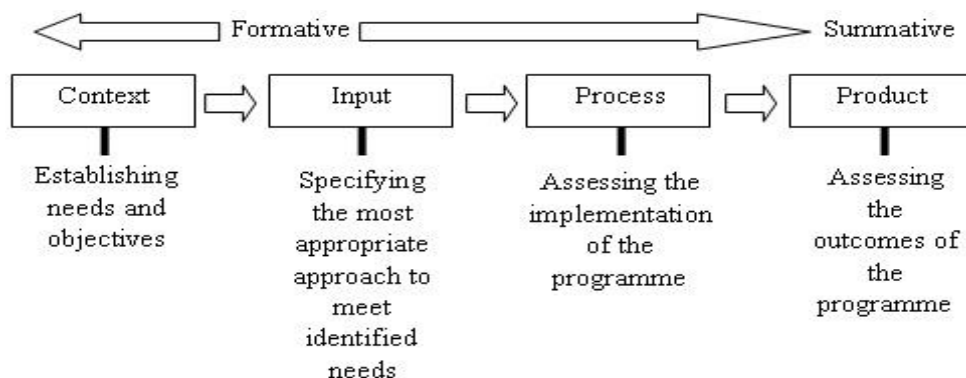 Formative
Summative
Context
Input
Process
Product
Establishing
needs and
objectives
Specifying
the most
appropriate
approach to
meet
identified
needs
Assessing the
implementation
of the
programme
Assessing
the
outcomes of
the
programme